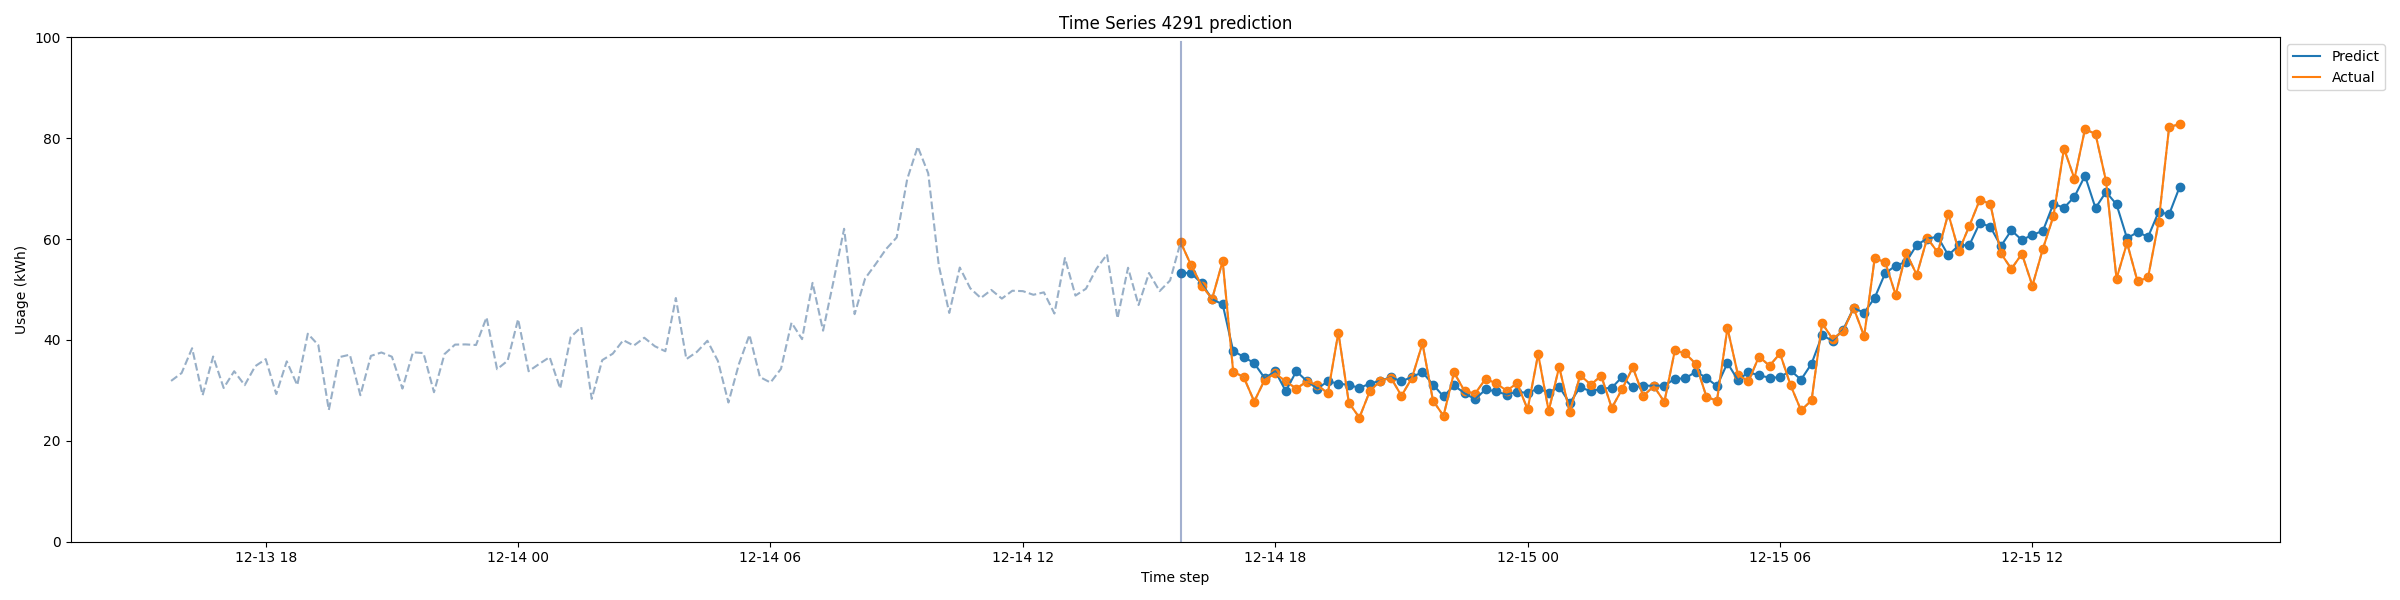 Time Series 4291 prediction
Predict
Actual
Usage (kWh)
100
80
60
40
20
0
12-13 18
12-14 00
12-14 06
12-14 12
12-14 18
12-15 00
12-15 06
12-15 12
Time step